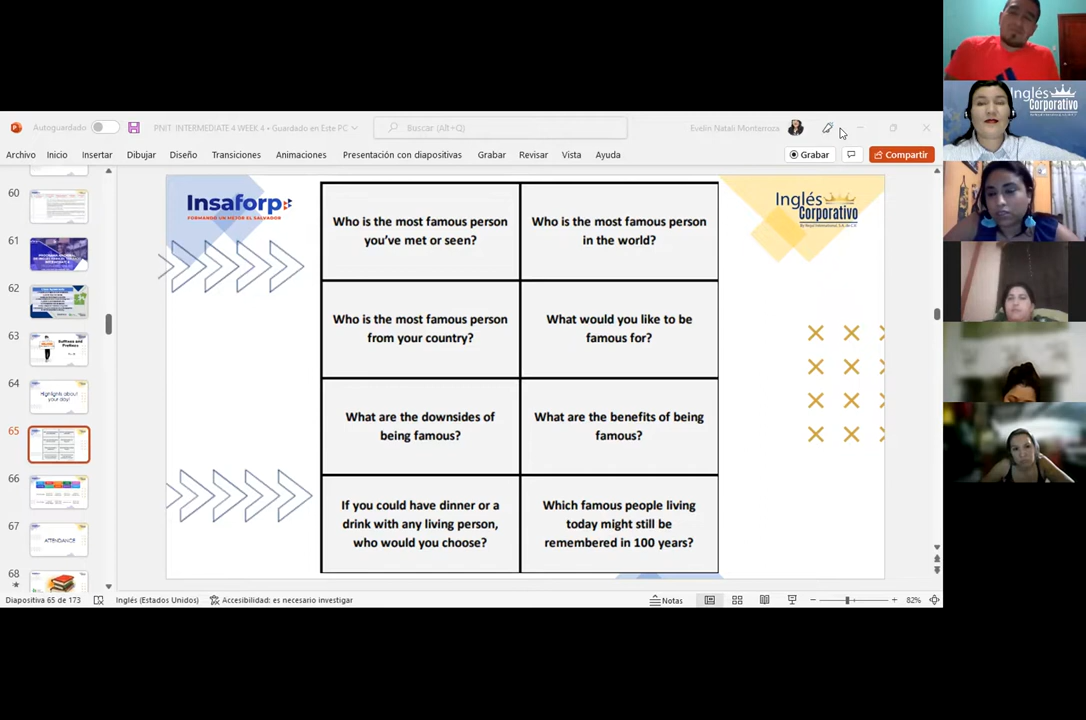 Autoguardado
PNIT INTERMEDIATE 4 WEEK 4 • Guardado en Este PC
Buscar (Alt+Q)
Evelin Natali Montarroza
Archivo Inicio Insertar Dibujar Diseño Transiciones Animaciones Presentación con diapositivas Grabar Revisar Vista Ayuda
Grabar
Compartir
60
61
62
63
Suffixes and
Prefixes
64
Highlights about
your day!
65
66
67
ATTENDANCE
68
Insaforp
FORMANDO UN MEJOR EL SALVADOR
Inglés
Corporativo
Who is the most famous person
you've met or seen?
Who is the most famous person
in the world?
Who is the most famous person
from your country?
What would you like to be
famous for?
What are the downsides of
being famous?
What are the benefits of being
famous?
If you could have dinner or a
drink with any living person,
who would you choose?
Which famous people living
today might still be
remembered in 100 years?
Diapositiva 65 de 173
Inglés (Estados Unidos)
Accesibilidad: es necesario investigar
Notas
82%
Inglés
Corporativo